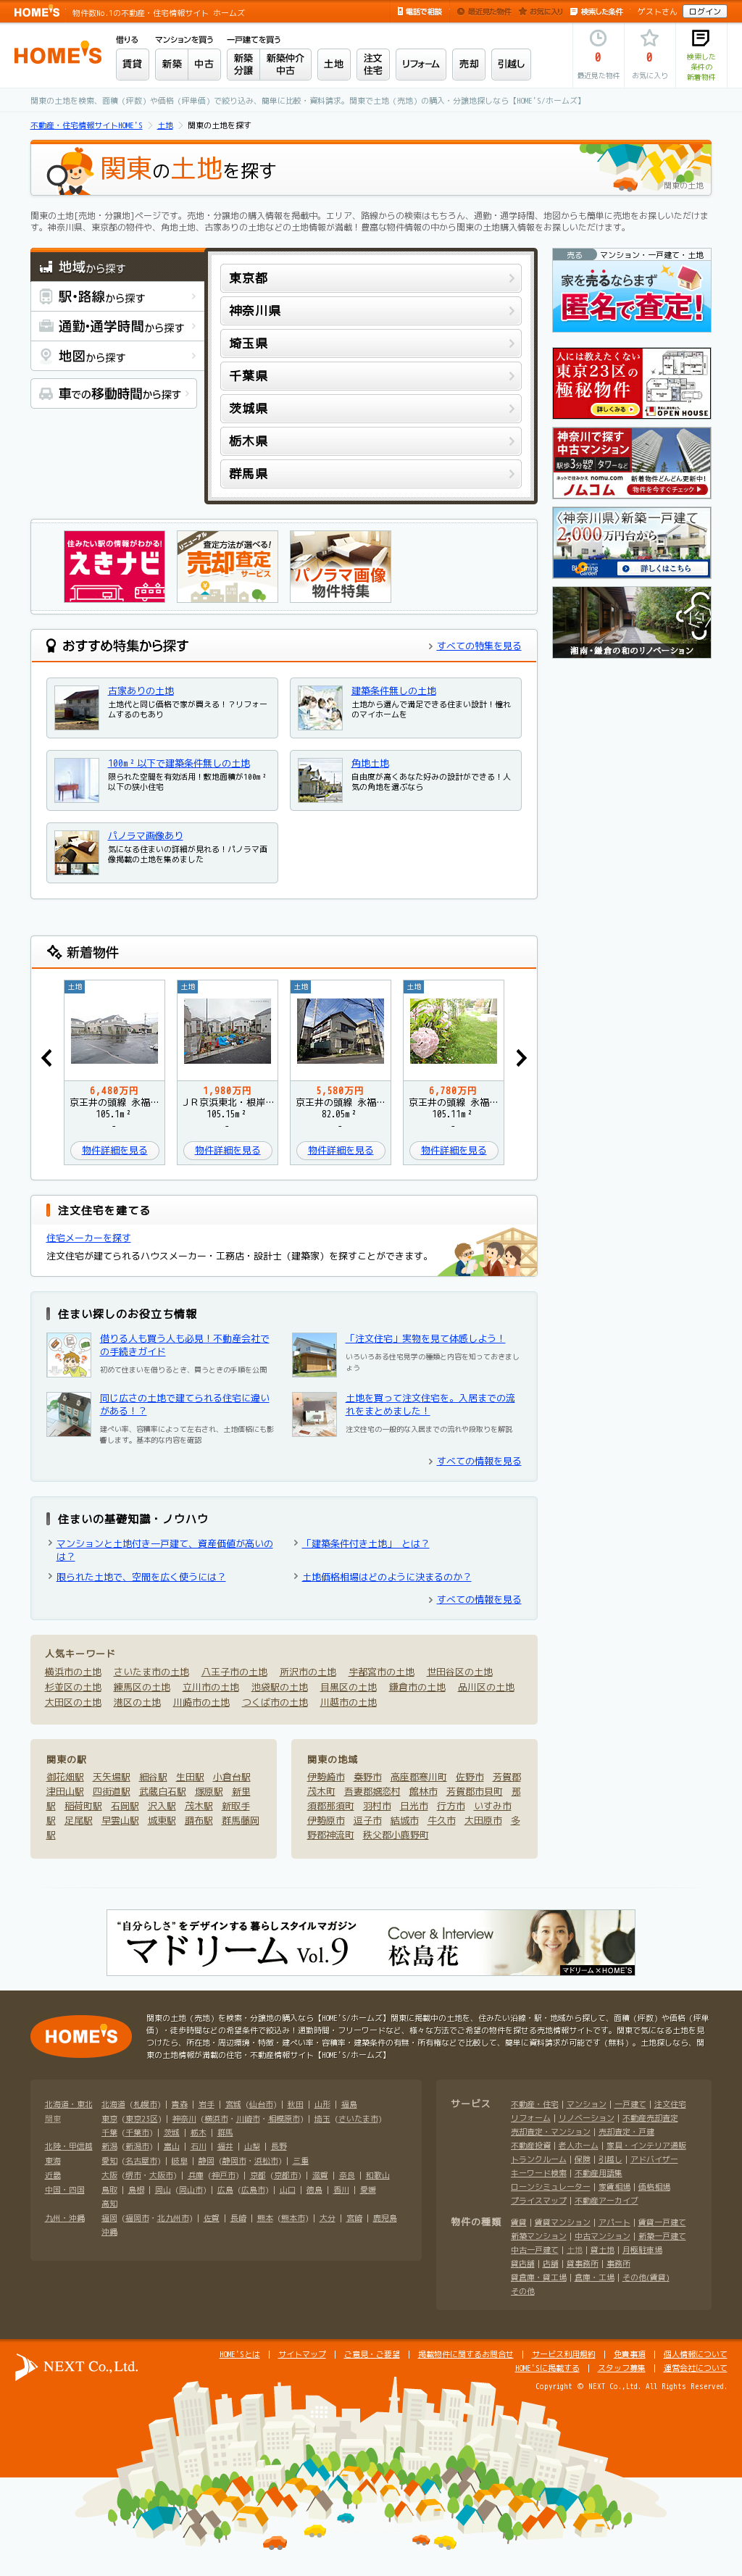 HOME'S 物件数No.1の不動産・住宅情報サイト ホームズ
電話で相談 最近見た物件 お気に入り 検索した条件 ゲストさん ログイン
HOME'S
借りる マンションを買う 一戸建てを買う
賃貸 新築 中古 新築分譲 新築仲介中古 土地 注文住宅 リフォーム 売却 引越し
0 最近見た物件
0 お気に入り
検索した条件の新着物件
関東の土地を検索、面積(坪数)や価格(坪単価)で絞り込み、簡単に比較・資料請求。関東で土地(売地)の購入・分譲地探しなら【HOME'S/ホームズ】
不動産・住宅情報サイトHOME'S 土地 関東の土地を探す
関東の土地を探す
関東の土地
関東の土地[売地・分譲地]ページです。売地・分譲地の購入情報を掲載中。エリア、路線からの検索はもちろん、通勤・通学時間、地図からも簡単に売地をお探しいただけます。神奈川県、東京都の物件や、角地土地、古家ありの土地などの土地情報が満載!豊富な物件情報の中から関東の土地購入情報をお探しいただけます。
地域から探す
駅・路線から探す
通勤・通学時間から探す
地図から探す
車での移動時間から探す
東京都
神奈川県
埼玉県
千葉県
茨城県
栃木県
群馬県
売る マンション・一戸建て・土地
家を売るならまず
匿名で査定!
人には教えたくない
東京23区の
極秘物件
詳しくみる
OPEN HOUSE
神奈川で探す
中古マンション
駅歩3分 タワーなど
ネットで住みかえ nomu.com 新着物件どんどん更新中!
ノムコム 物件を今すぐチェック
〈神奈川県〉新築一戸建て
2,000万円台から
Blooming Garden 詳しくはこちら
湘南・鎌倉の和のリノベーション
住みたい駅の情報がわかる!
えきナビ
リニューアル
査定方法が選べる!
売却査定
サービス
パノラマ画像
物件特集
おすすめ特集から探す
すべての特集を見る
古家ありの土地
土地代と同じ価格で家が買える!?リフォームするのもあり
建築条件無しの土地
土地から選んで満足できる住まい設計!憧れのマイホームを
100m²以下で建築条件無しの土地
限られた空間を有効活用!敷地面積が100m²以下の狭小住宅
角地土地
自由度が高くあなた好みの設計ができる!人気の角地を選ぶなら
パノラマ画像あり
気になる住まいの詳細が見れる!パノラマ画像掲載の土地を集めました
新着物件
土地 土地 土地 土地
6,480万円 1,980万円 5,580万円 6,780万円
京王井の頭線 永福… JR京浜東北・根岸… 京王井の頭線 永福… 京王井の頭線 永福…
105.1m² 105.15m² 82.05m² 105.11m²
- - - -
物件詳細を見る 物件詳細を見る 物件詳細を見る 物件詳細を見る
注文住宅を建てる
住宅メーカーを探す
注文住宅が建てられるハウスメーカー・工務店・設計士(建築家)を探すことができます。
住まい探しのお役立ち情報
借りる人も買う人も必見!不動産会社での手続きガイド
初めて住まいを借りるとき、買うときの手順を公開
「注文住宅」実物を見て体感しよう!
いろいろある住宅見学の種類と内容を知っておきましょう
同じ広さの土地で建てられる住宅に違いがある!?
建ぺい率、容積率によって左右され、土地価格にも影響します。基本的な内容を確認
土地を買って注文住宅を。入居までの流れをまとめました!
注文住宅の一般的な入居までの流れや段取りを解説
すべての情報を見る
住まいの基礎知識・ノウハウ
マンションと土地付き一戸建て、資産価値が高いのは?
「建築条件付き土地」 とは?
限られた土地で、空間を広く使うには?
土地価格相場はどのように決まるのか?
すべての情報を見る
人気キーワード
横浜市の土地 さいたま市の土地 八王子市の土地 所沢市の土地 宇都宮市の土地 世田谷区の土地
杉並区の土地 練馬区の土地 立川市の土地 池袋駅の土地 目黒区の土地 鎌倉市の土地 品川区の土地
大田区の土地 港区の土地 川崎市の土地 つくば市の土地 川越市の土地
関東の駅
御花畑駅 天矢場駅 細谷駅 生田駅 小倉台駅
津田山駅 四街道駅 武蔵白石駅 塚原駅 新里
駅 稲荷町駅 石岡駅 沢入駅 茂木駅 新取手
駅 足尾駅 早雲山駅 城東駅 調布駅 群馬藤岡
駅
関東の地域
伊勢崎市 秦野市 高座郡寒川町 佐野市 芳賀郡
茂木町 吾妻郡嬬恋村 館林市 芳賀郡市貝町 那
須郡那須町 羽村市 日光市 行方市 いすみ市
伊勢原市 逗子市 結城市 牛久市 大田原市 多
野郡神流町 秩父郡小鹿野町
“自分らしさ”をデザインする暮らしスタイルマガジン
マドリーム Vol.9
Cover & Interview
松島花
マドリーム×HOME'S
HOME'S
関東の土地(売地)を検索・分譲地の購入なら【HOME'S/ホームズ】関東に掲載中の土地を、住みたい沿線・駅・地域から探して、面積(坪数)や価格(坪単価)・徒歩時間などの希望条件で絞込み!通勤時間・フリーワードなど、様々な方法でご希望の物件を探せる売地情報サイトです。関東で気になる土地を見つけたら、所在地・周辺環境・特徴・建ぺい率・容積率・建築条件の有無・所有権などで比較して、簡単に資料請求が可能です(無料)。土地探しなら、関東の土地情報が満載の住宅・不動産情報サイト【HOME'S/ホームズ】
北海道・東北 北海道(札幌市)| 青森 | 岩手 | 宮城(仙台市)| 秋田 | 山形 | 福島
関東 東京(東京23区)| 神奈川(横浜市・川崎市・相模原市)| 埼玉(さいたま市)
千葉(千葉市)| 茨城 | 栃木 | 群馬
北陸・甲信越 新潟(新潟市)| 富山 | 石川 | 福井 | 山梨 | 長野
東海 愛知(名古屋市)| 岐阜 | 静岡(静岡市・浜松市)| 三重
近畿 大阪(堺市・大阪市)| 兵庫(神戸市)| 京都(京都市)| 滋賀 | 奈良 | 和歌山
中国・四国 鳥取 | 島根 | 岡山(岡山市)| 広島(広島市)| 山口 | 徳島 | 香川 | 愛媛
高知
九州・沖縄 福岡(福岡市・北九州市)| 佐賀 | 長崎 | 熊本(熊本市)| 大分 | 宮崎 | 鹿児島
沖縄
サービス
不動産・住宅 | マンション | 一戸建て | 注文住宅
リフォーム | リノベーション | 不動産売却査定
売却査定・マンション | 売却査定・戸建
不動産投資 | 老人ホーム | 家具・インテリア通販
トランクルーム | 保険 | 引越し | アドバイザー
キーワード検索 | 不動産用語集
ローンシミュレーター | 家賃相場 | 価格相場
プライスマップ | 不動産アーカイブ
物件の種類
賃貸 | 賃貸マンション | アパート | 賃貸一戸建て
新築マンション | 中古マンション | 新築一戸建て
中古一戸建て | 土地 | 貸土地 | 月極駐車場
貸店舗 | 店舗 | 貸事務所 | 事務所
貸倉庫・貸工場 | 倉庫・工場 | その他(賃貸)
その他
NEXT Co.,Ltd.
HOME'Sとは | サイトマップ | ご意見・ご要望 | 掲載物件に関するお問合せ | サービス利用規約 | 免責事項 | 個人情報について
HOME'Sに掲載する | スタッフ募集 | 運営会社について
Copyright © NEXT Co.,Ltd. All Rights Reserved.